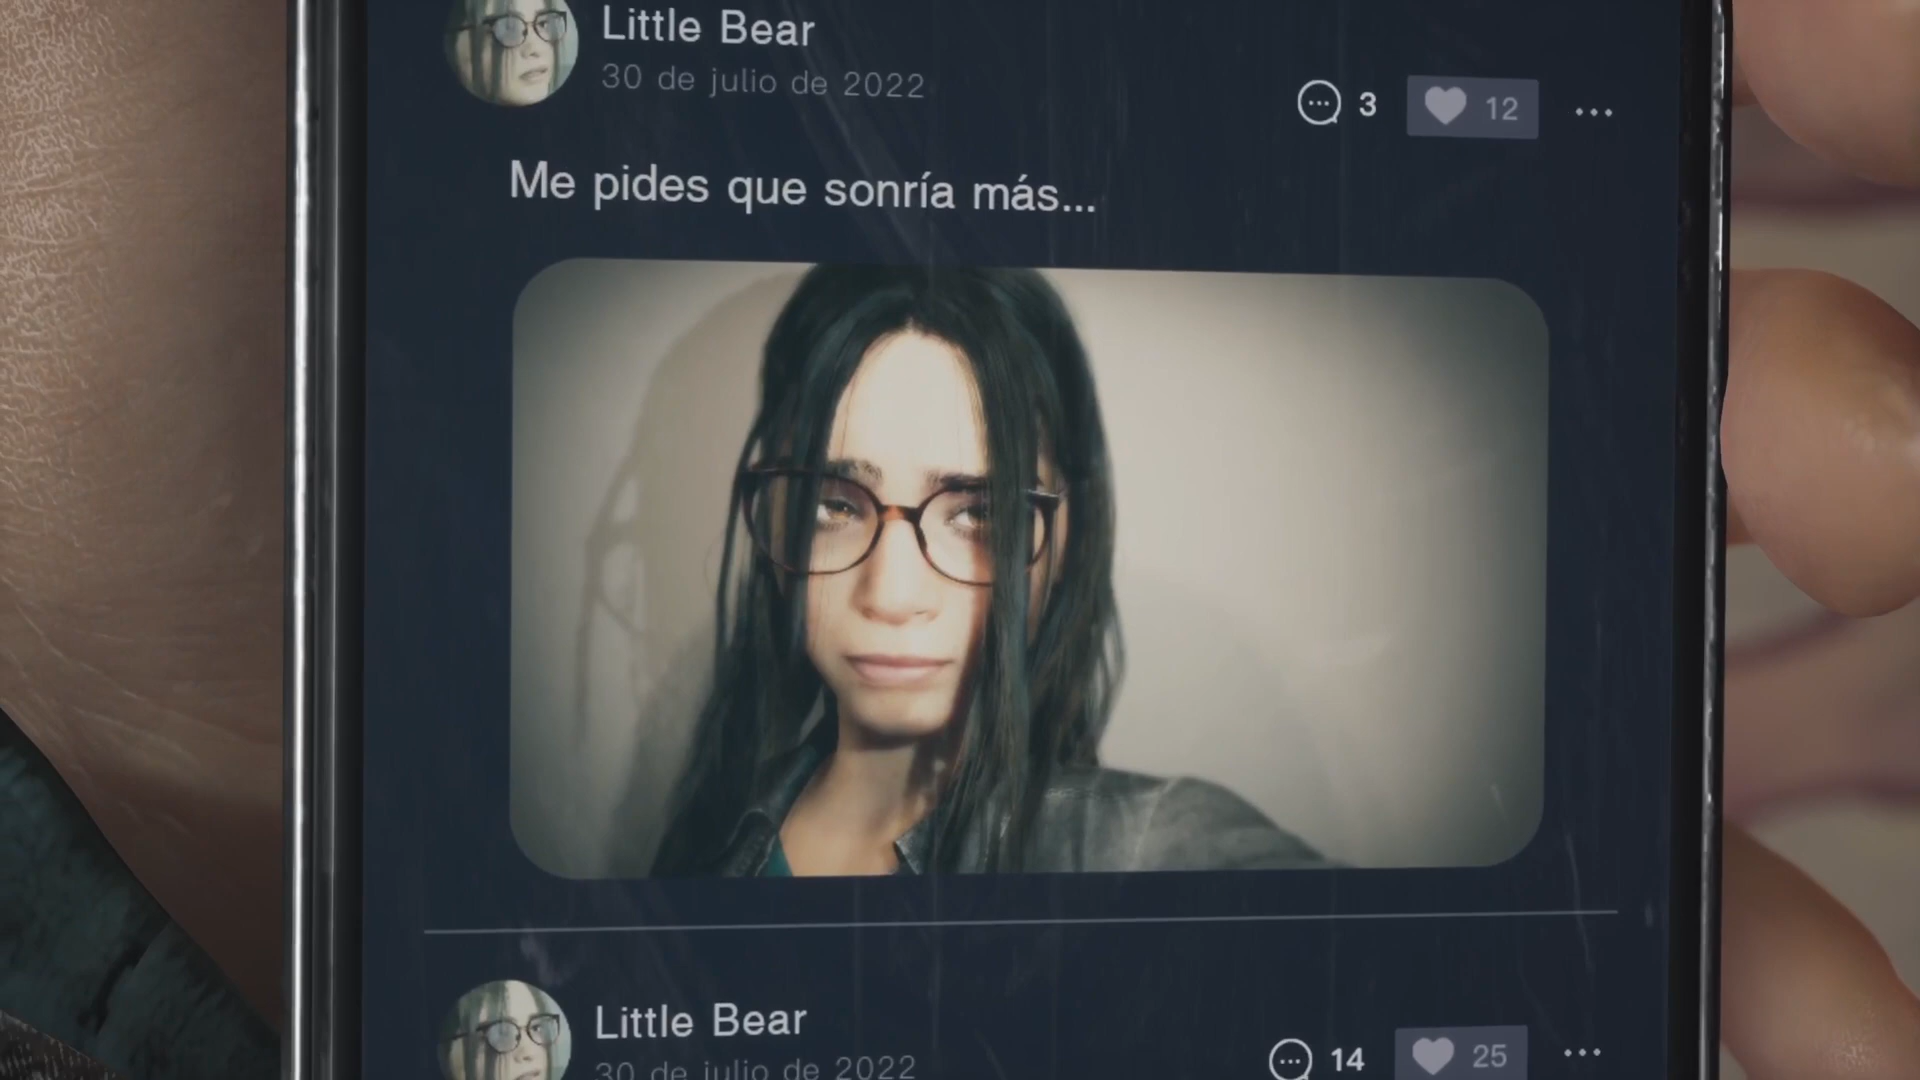 Little Bear
30 de julio de 2022
3
12
Me pides que sonría más...
Little Bear
30 de julio de 2022
14
25